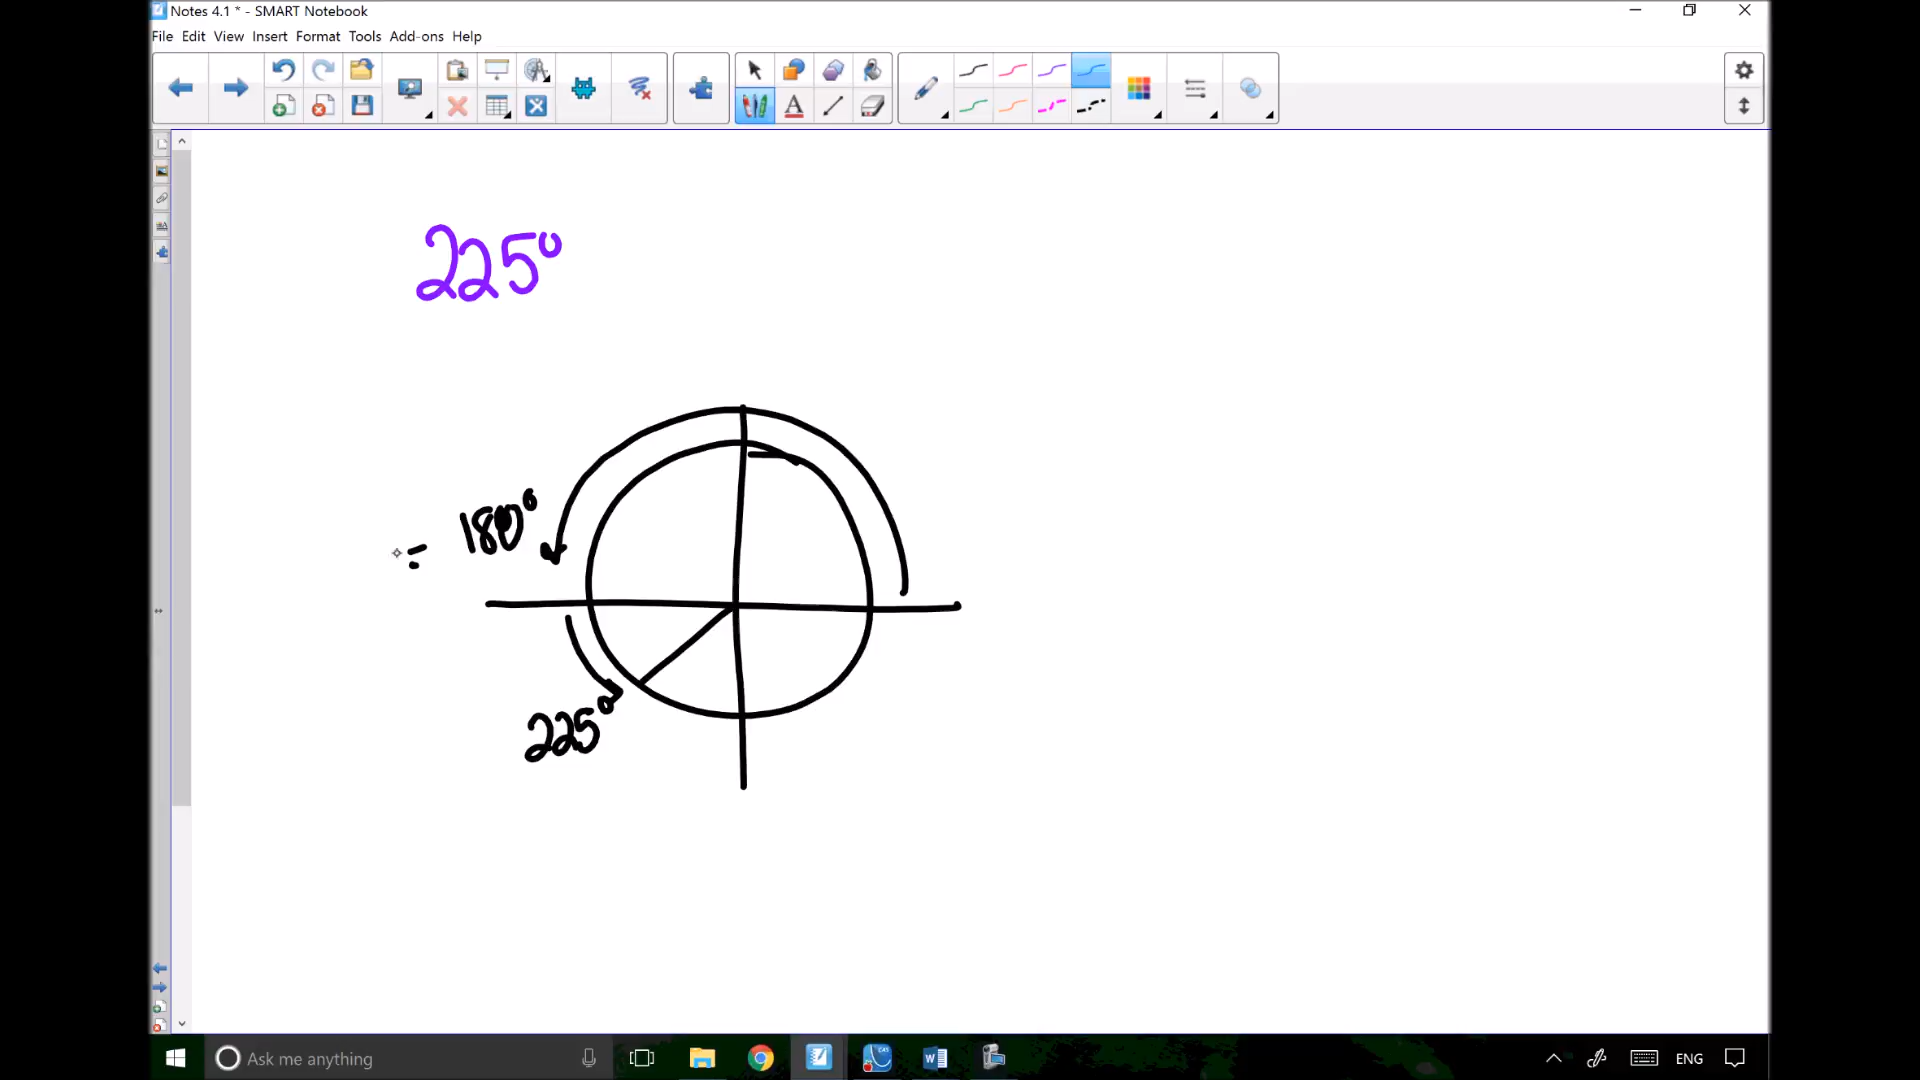 Notes 4.1 * - SMART Notebook
File Edit View Insert Format Tools Add-ons Help
225°
= 180°
225°
Ask me anything
ENG